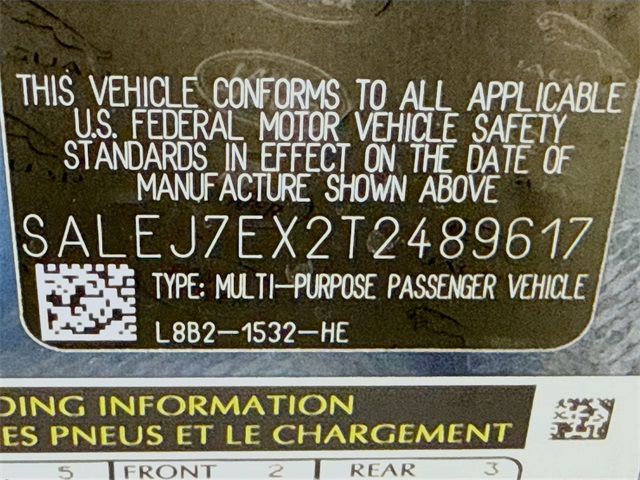 THIS VEHICLE CONFORMS TO ALL APPLICABLE
U.S. FEDERAL MOTOR VEHICLE SAFETY
STANDARDS IN EFFECT ON THE DATE OF
MANUFACTURE SHOWN ABOVE
SALEJ7EX2T2489617
TYPE: MULTI-PURPOSE PASSENGER VEHICLE
L8B2-1532-HE
DING INFORMATION
ES PNEUS ET LE CHARGEMENT
5 FRONT 2 REAR 3